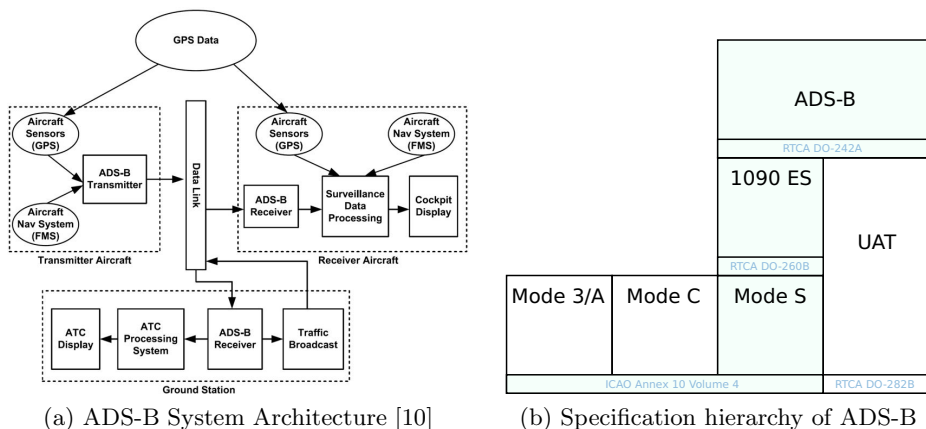 GPS Data
Aircraft
Sensors
(GPS)
ADS-B
Transmitter
Aircraft
Nav System
(FMS)
Transmitter Aircraft
Data Link
Aircraft
Sensors
(GPS)
Aircraft
Nav System
(FMS)
ADS-B
Receiver
Surveillance
Data
Processing
Cockpit
Display
Receiver Aircraft
ATC
Display
ATC
Processing
System
ADS-B
Receiver
Traffic
Broadcast
Ground Station
(a) ADS-B System Architecture [10]
ADS-B
RTCA DO-242A
1090 ES
UAT
RTCA DO-260B
Mode 3/A
Mode C
Mode S
ICAO Annex 10 Volume 4
RTCA DO-282B
(b) Specification hierarchy of ADS-B